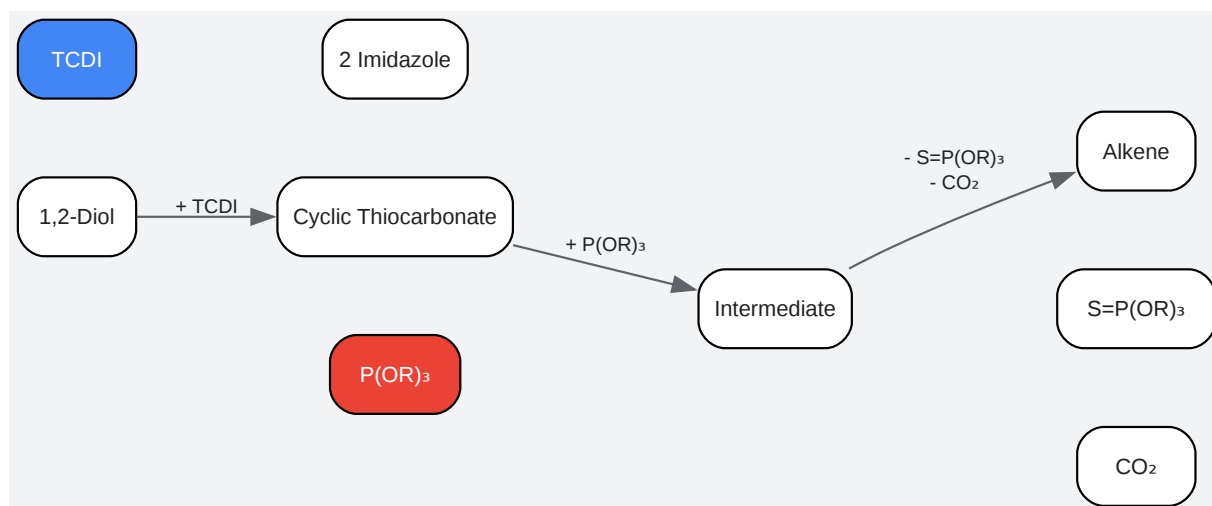 TCDI
2 Imidazole
- S=P(OR)₃
- CO₂
Alkene
1,2-Diol
+ TCDI
Cyclic Thiocarbonate
+ P(OR)₃
Intermediate
S=P(OR)₃
P(OR)₃
CO₂